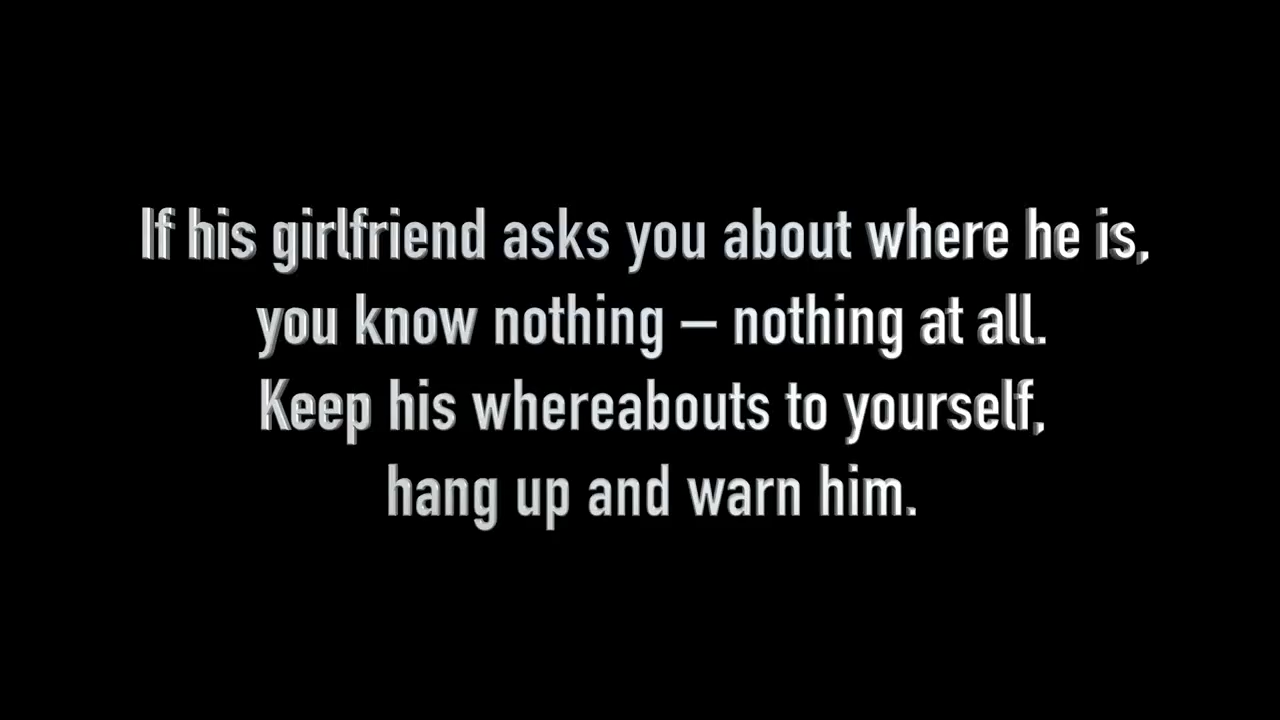 If his girlfriend asks you about where he is,
you know nothing – nothing at all.
Keep his whereabouts to yourself,
hang up and warn him.